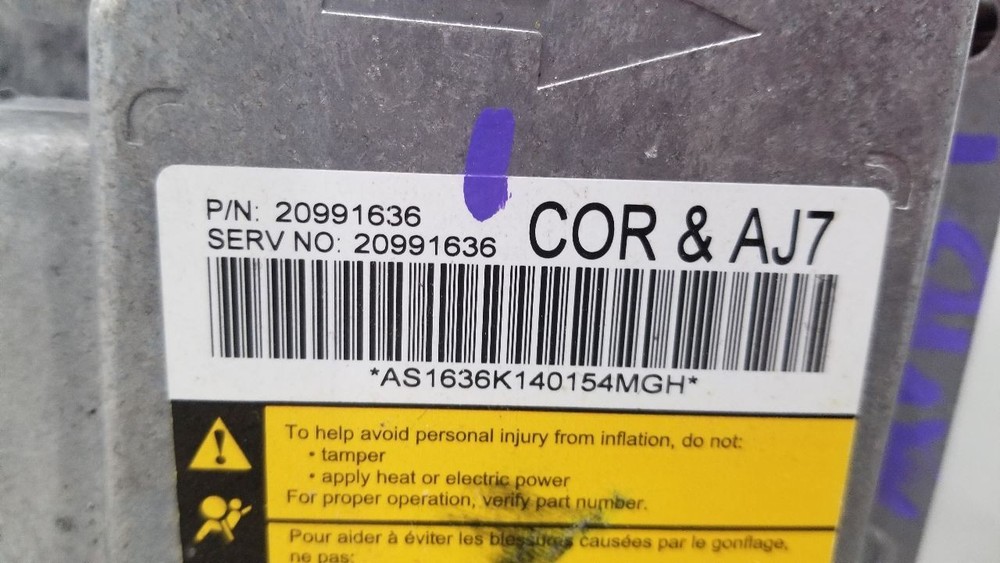 P/N: 20991636
SERV NO: 20991636
COR & AJ7
*AS1636K140154MGH*
To help avoid personal injury from inflation, do not:
• tamper
• apply heat or electric power
For proper operation, verify part number.
Pour aider à éviter les blessures causées par le gonflage,
ne pas: